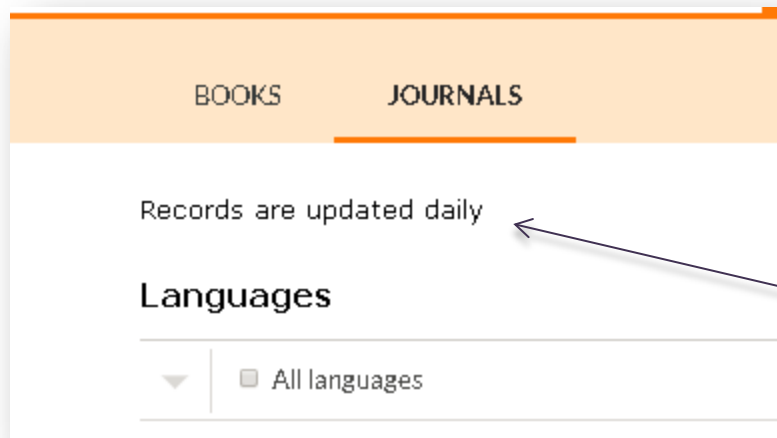 BOOKS JOURNALS
Records are updated daily
Languages
All languages